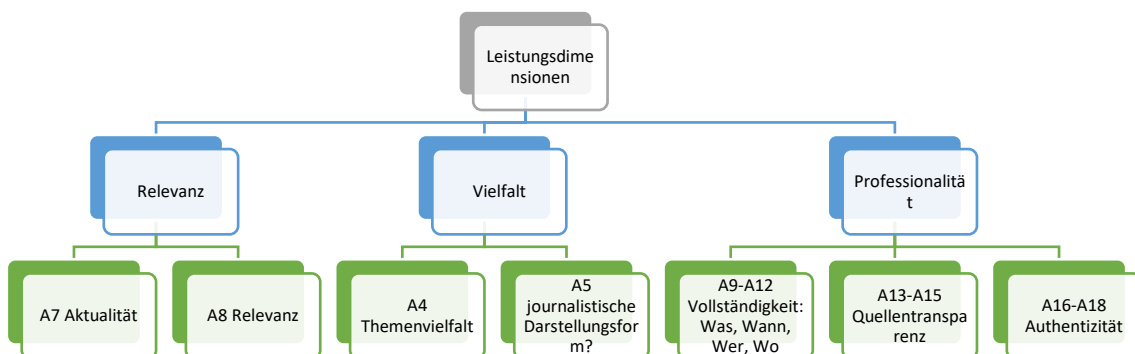 Leistungsdime
nsionen
Relevanz
Vielfalt
Professionalitä
t
A7 Aktualität
A8 Relevanz
A4
Themenvielfalt
A5
journalistische
Darstellungsfor
m?
A9-A12
Vollständigkeit:
Was, Wann,
Wer, Wo
A13-A15
Quellentranspa
renz
A16-A18
Authentizität